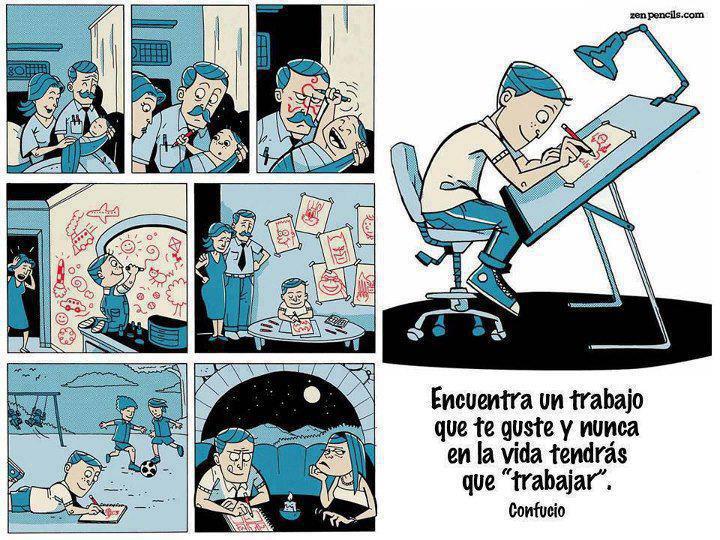 zenpencils.com
Encuentra un trabajo
que te guste y nunca
en la vida tendrás
que “trabajar”.
Confucio